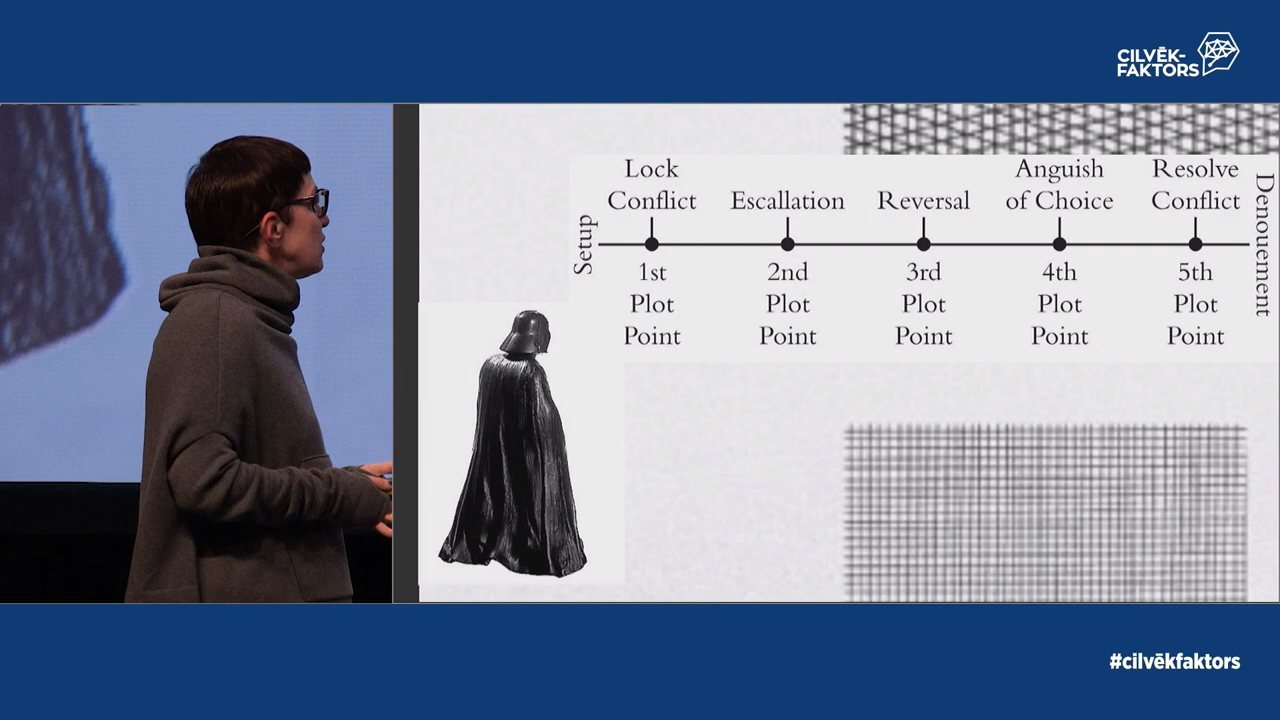 CILVĒK-
FAKTORS
Setup
Lock
Conflict
1st
Plot
Point
Escallation
2nd
Plot
Point
Reversal
3rd
Plot
Point
Anguish
of Choice
4th
Plot
Point
Resolve
Conflict
5th
Plot
Point
Denouement
#cilvēkfaktors